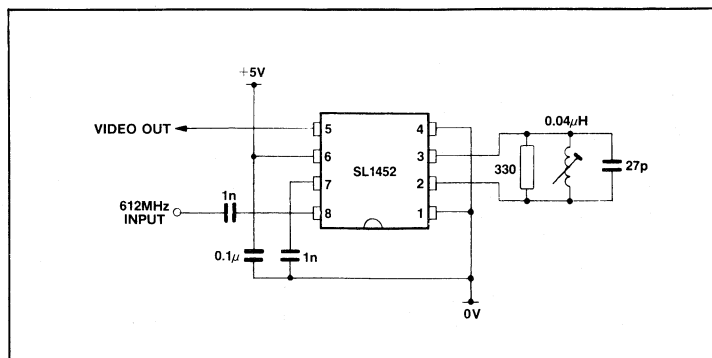 +5V
0.04μH
VIDEO OUT
5
4
6
3
SL1452
330
27p
7
2
1n
612MHz
INPUT
8
1
0.1μ
1n
0V